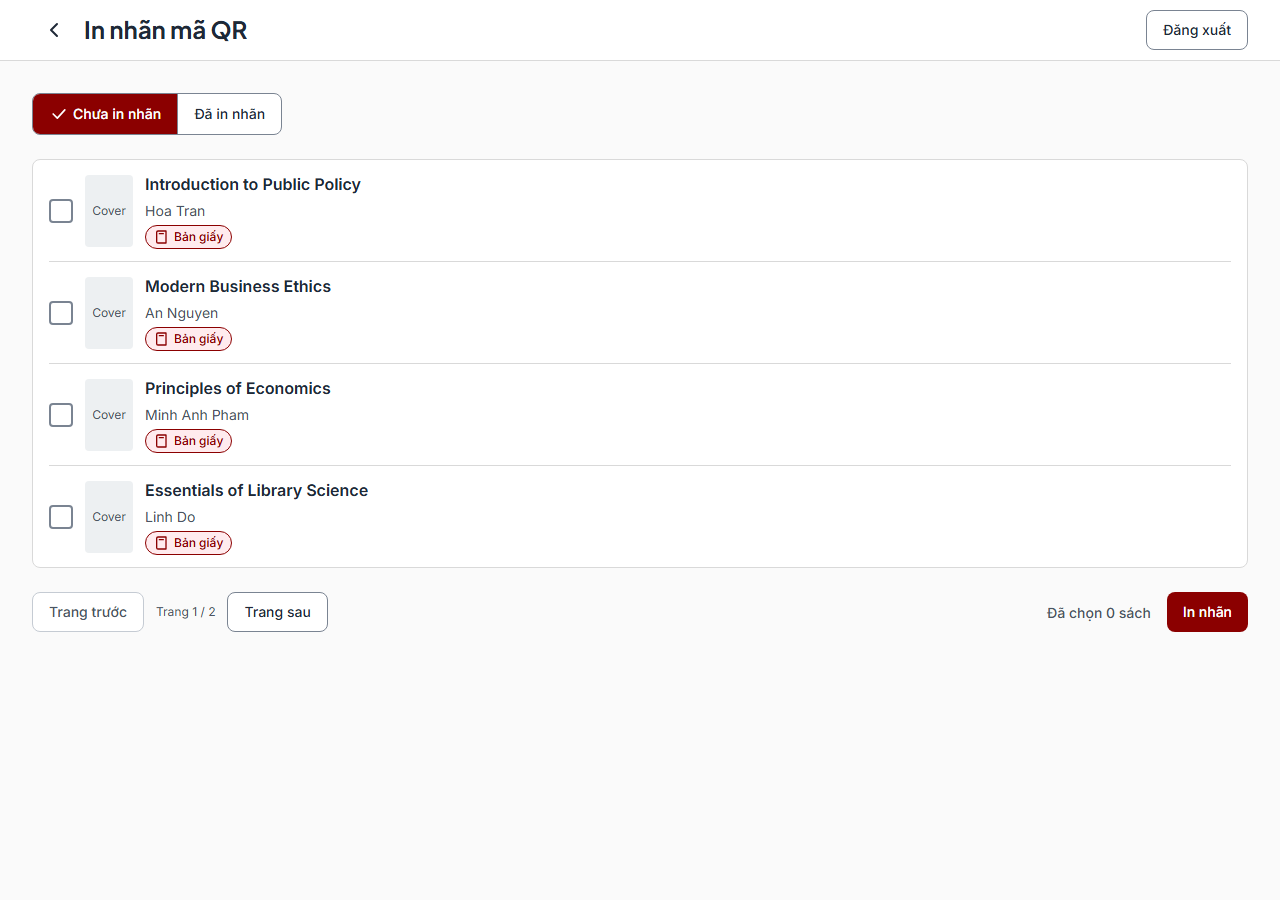 In nhãn mã QR
Đăng xuất
Chưa in nhãn
Đã in nhãn
Cover
Introduction to Public Policy
Hoa Tran
Bản giấy
Cover
Modern Business Ethics
An Nguyen
Bản giấy
Cover
Principles of Economics
Minh Anh Pham
Bản giấy
Cover
Essentials of Library Science
Linh Do
Bản giấy
Trang trước
Trang 1 / 2
Trang sau
Đã chọn 0 sách
In nhãn